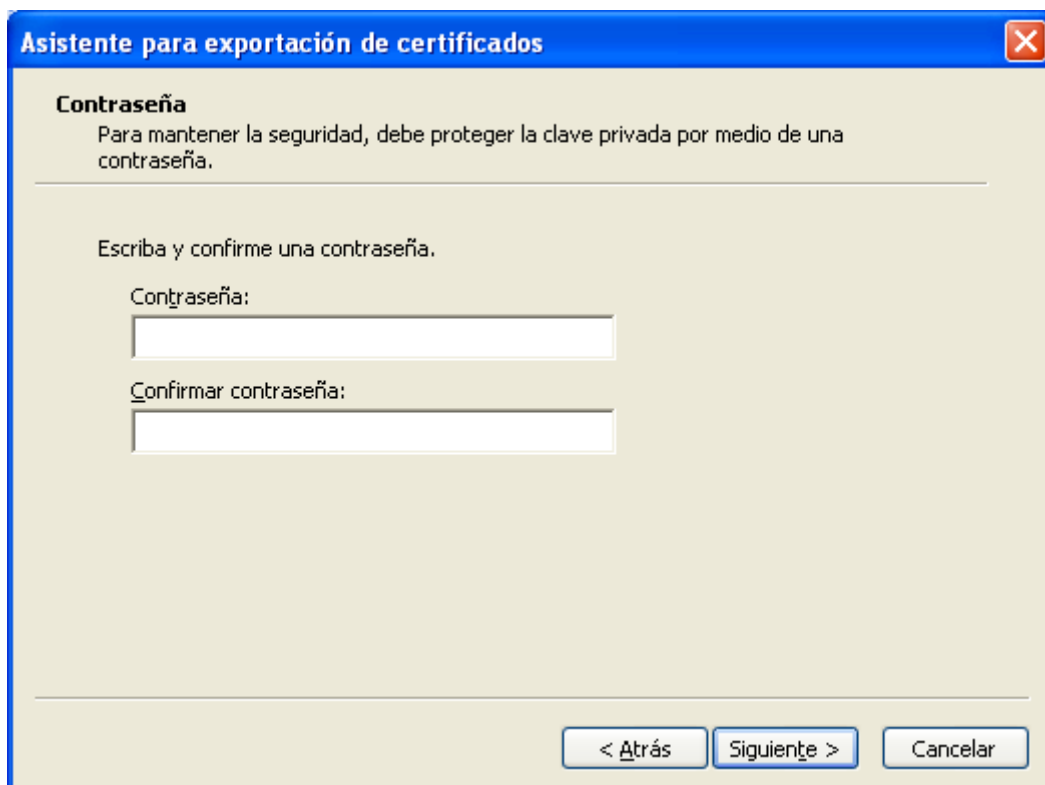 Asistente para exportación de certificados
Contraseña
Para mantener la seguridad, debe proteger la clave privada por medio de una
contraseña.
Escriba y confirme una contraseña.
Contraseña:
Confirmar contraseña:
< Atrás Siguiente > Cancelar